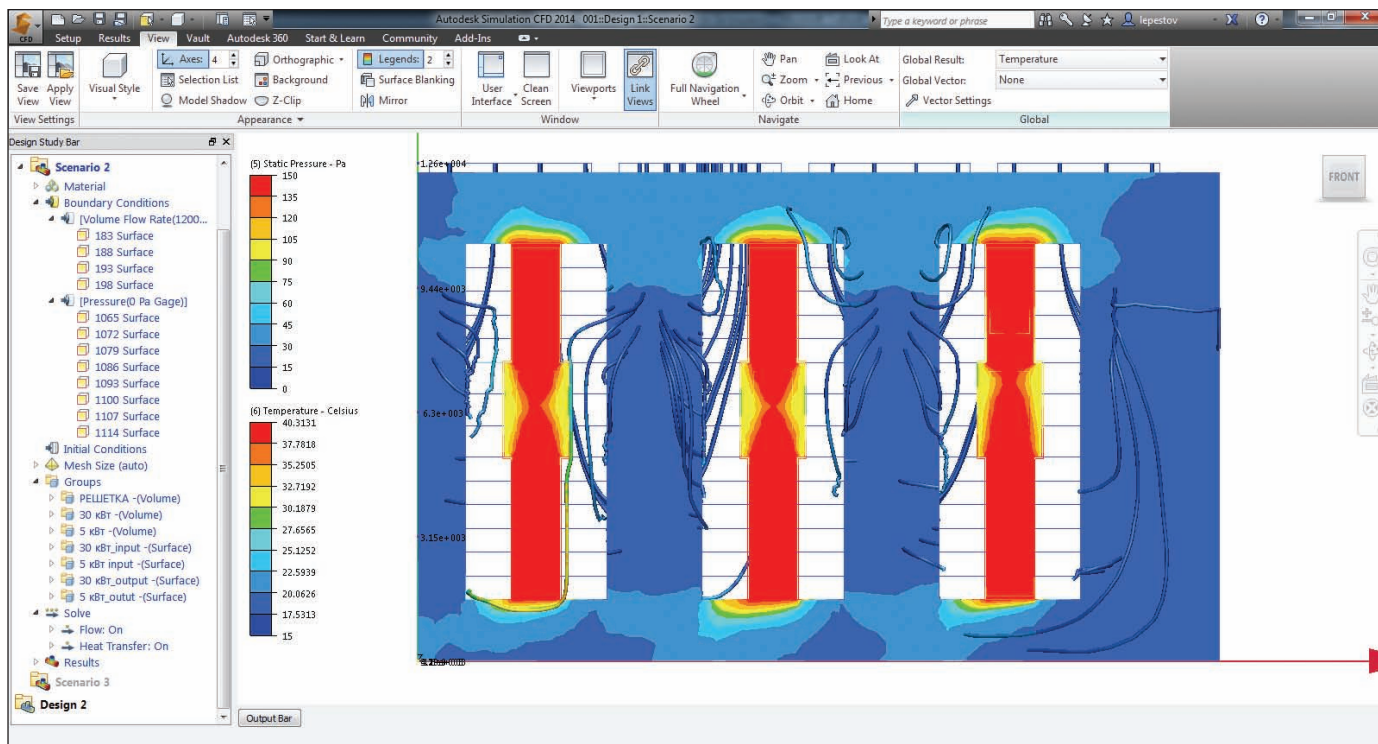 Autodesk Simulation CFD 2014 001::Design 1::Scenario 2
Type a keyword or phrase
lepestov
CFD
Setup
Results
View
Vault
Autodesk 360
Start & Learn
Community
Add-Ins
Save View
Apply View
Visual Style
Axes: 4
Selection List
Model Shadow
Orthographic
Background
Z-Clip
Legends: 2
Surface Blanking
Mirror
User Interface
Clean Screen
Viewports
Link Views
Full Navigation Wheel
Pan
Zoom
Orbit
Look At
Previous
Home
Global Result:
Temperature
Global Vector:
None
Vector Settings
View Settings
Appearance
Window
Navigate
Global
Design Study Bar
Scenario 2
Material
Boundary Conditions
[Volume Flow Rate(1200...
183 Surface
188 Surface
193 Surface
198 Surface
[Pressure(0 Pa Gage)]
1065 Surface
1072 Surface
1079 Surface
1086 Surface
1093 Surface
1100 Surface
1107 Surface
1114 Surface
Initial Conditions
Mesh Size (auto)
Groups
РЕШЕТКА -(Volume)
30 кВт -(Volume)
5 кВт -(Volume)
30 кВт_input -(Surface)
5 кВт input -(Surface)
30 кВт_output -(Surface)
5 кВт_outut -(Surface)
Solve
Flow: On
Heat Transfer: On
Results
Scenario 3
Design 2
(5) Static Pressure - Pa
150
135
120
105
90
75
60
45
30
15
0
(6) Temperature - Celsius
40.3131
37.7818
35.2505
32.7192
30.1879
27.6565
25.1252
22.5939
20.0626
17.5313
15
1.26e+004
9.44e+003
6.3e+003
3.15e+003
FRONT
Output Bar